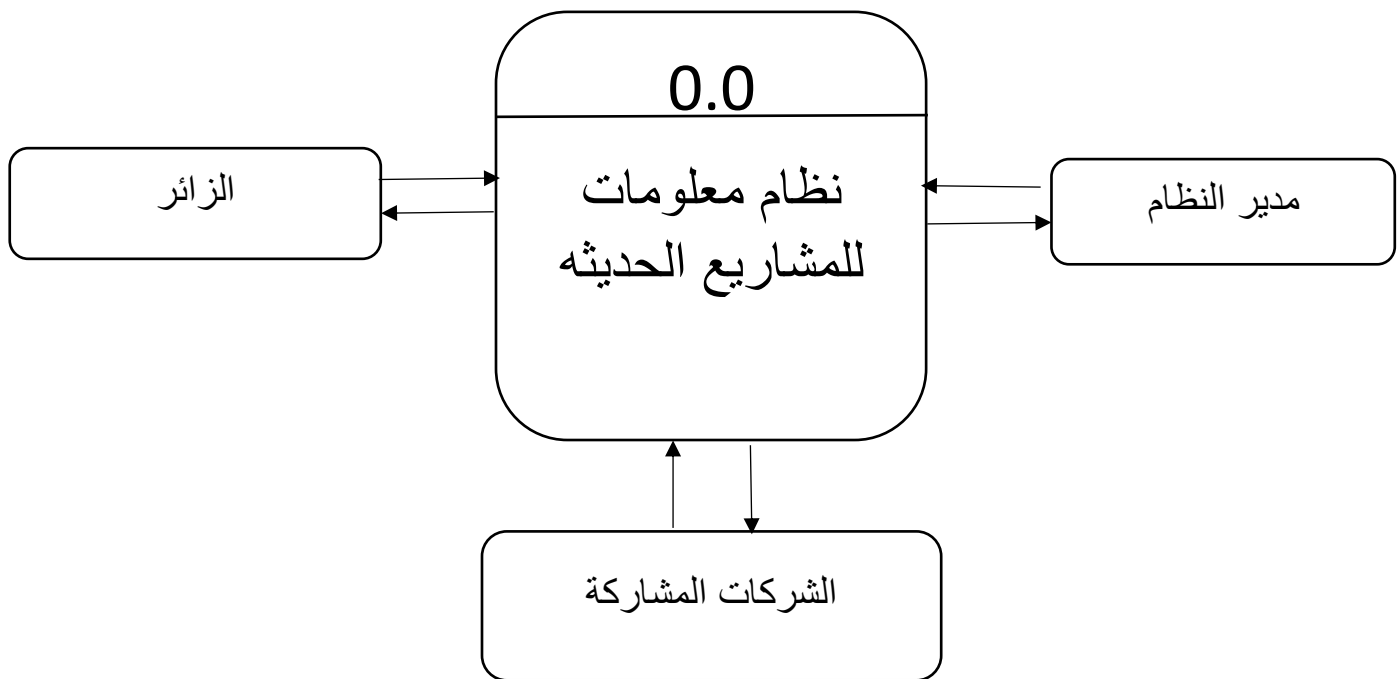 0.0
نظام معلومات
للمشاريع الحديثه
الزائر
مدير النظام
الشركات المشاركة